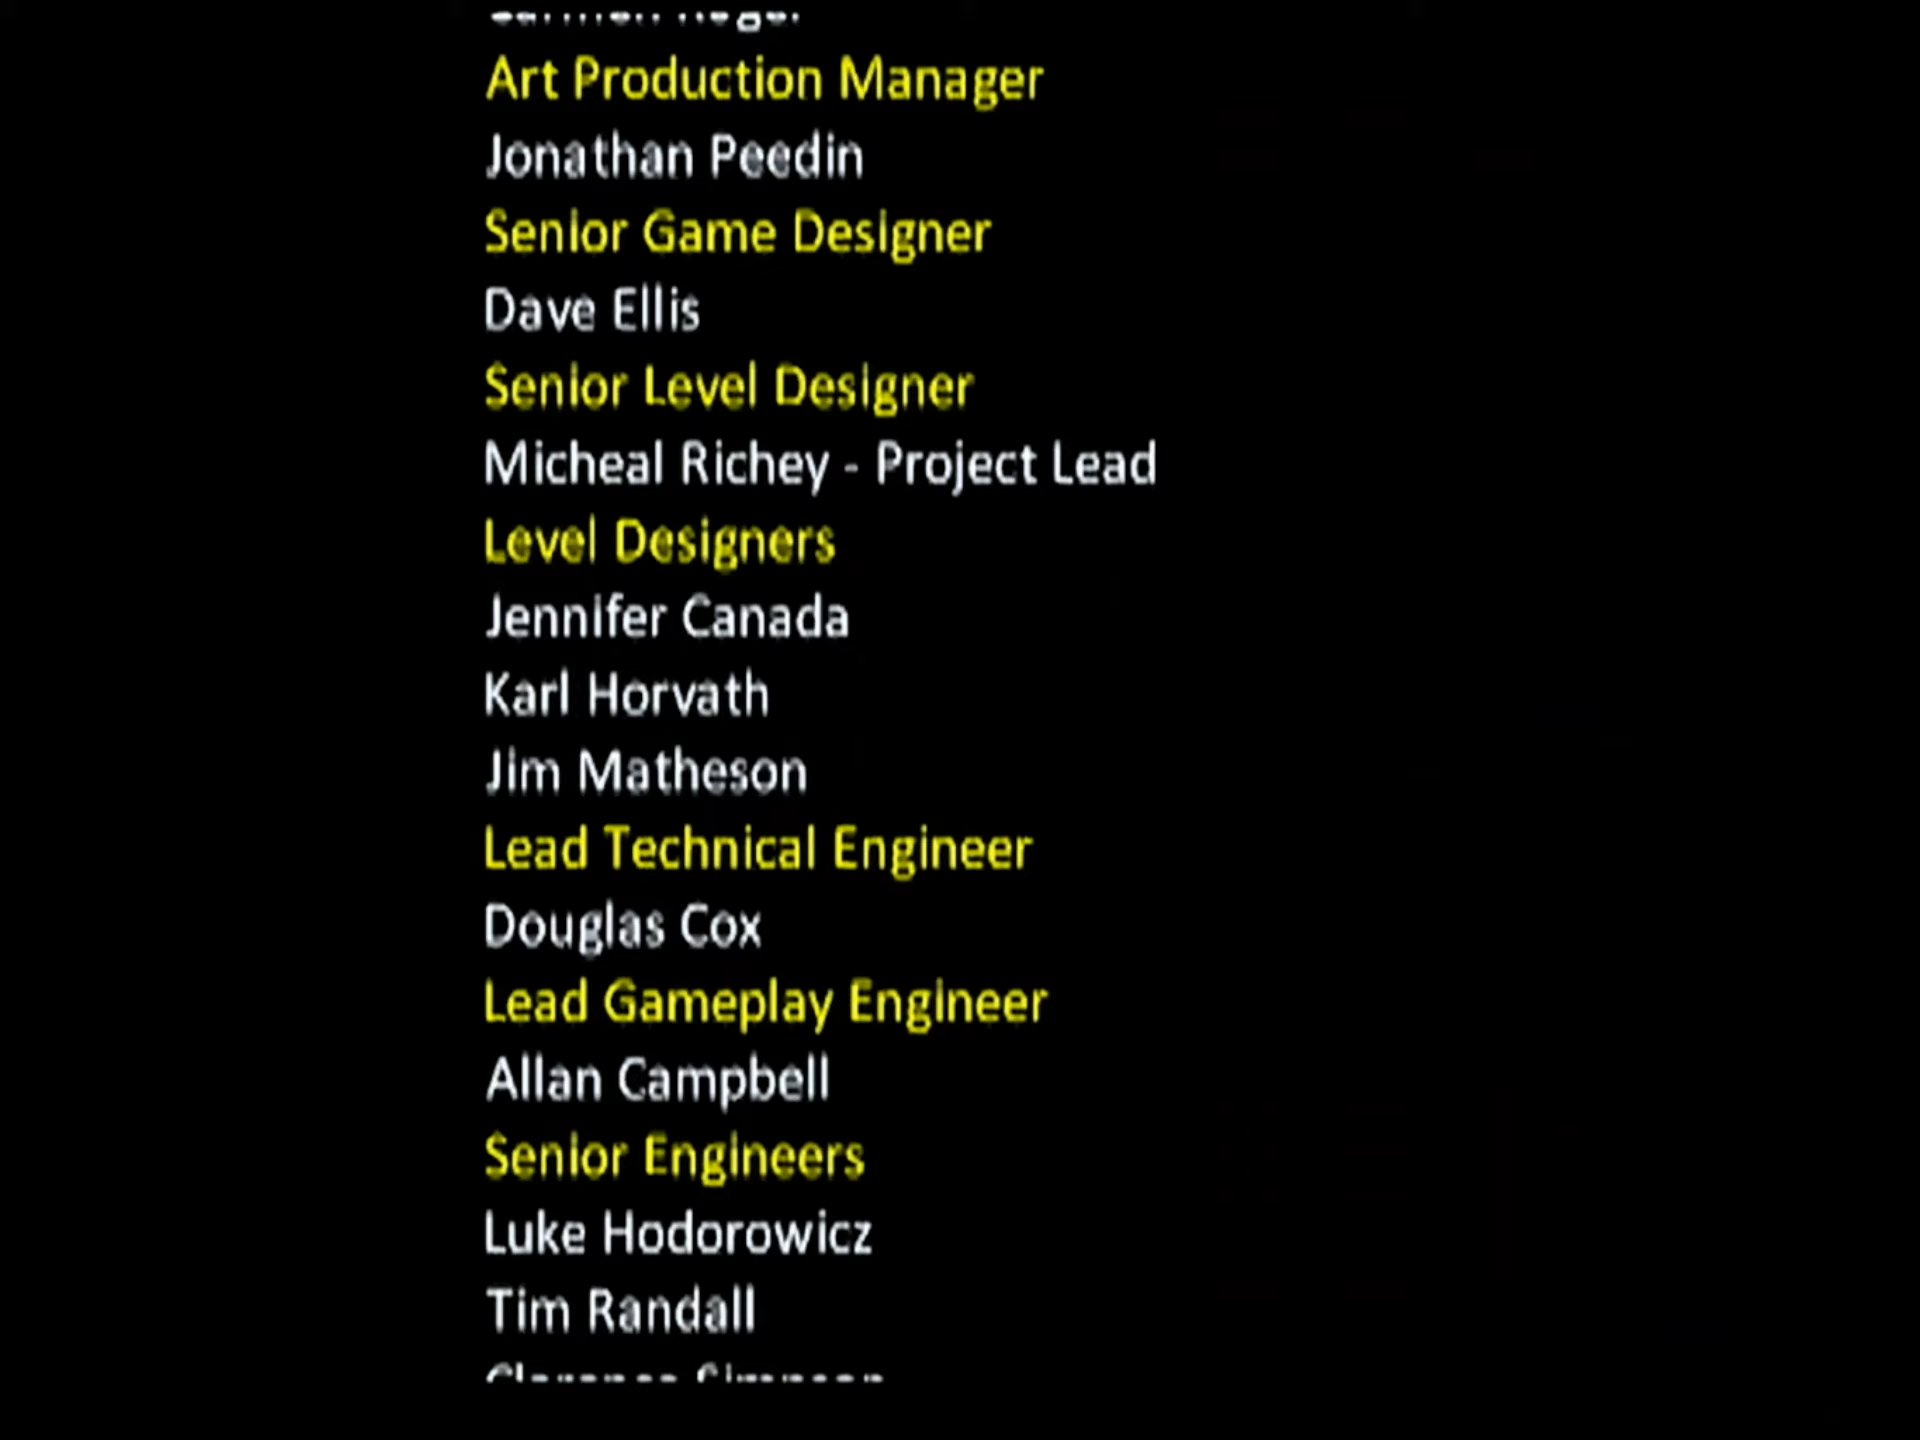 Art Production Manager
Jonathan Peedin
Senior Game Designer
Dave Ellis
Senior Level Designer
Micheal Richey - Project Lead
Level Designers
Jennifer Canada
Karl Horvath
Jim Matheson
Lead Technical Engineer
Douglas Cox
Lead Gameplay Engineer
Allan Campbell
Senior Engineers
Luke Hodorowicz
Tim Randall